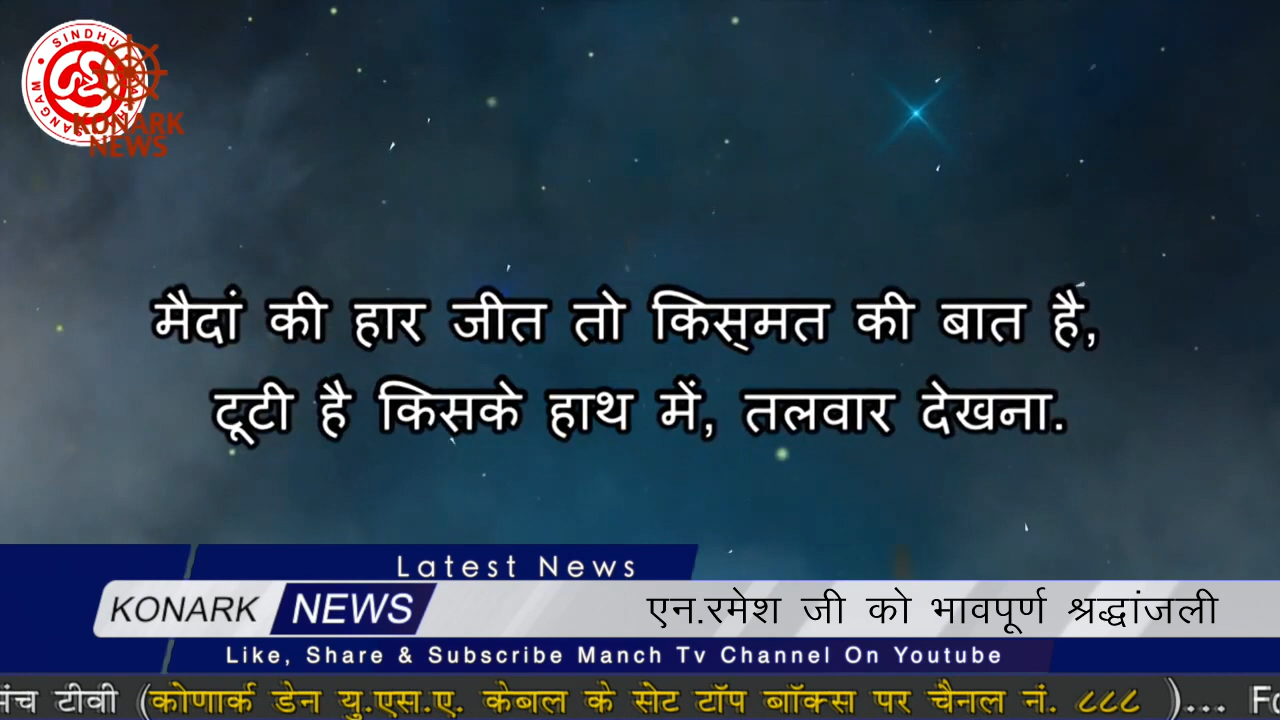 SINDHU
SANGAM
KONARK
NEWS
मैदां की हार जीत तो किस्‌मत की बात है,
टूटी है किसके हाथ में, तलवार देखना.
Latest News
KONARK NEWS
एन.रमेश जी को भावपूर्ण श्रद्धांजली
Like, Share & Subscribe Manch Tv Channel On Youtube
मंच टीवी (कोणार्क डेन यु.एस.ए. केबल के सेट टॉप बॉक्स पर चैनल नं. ८८८ )...